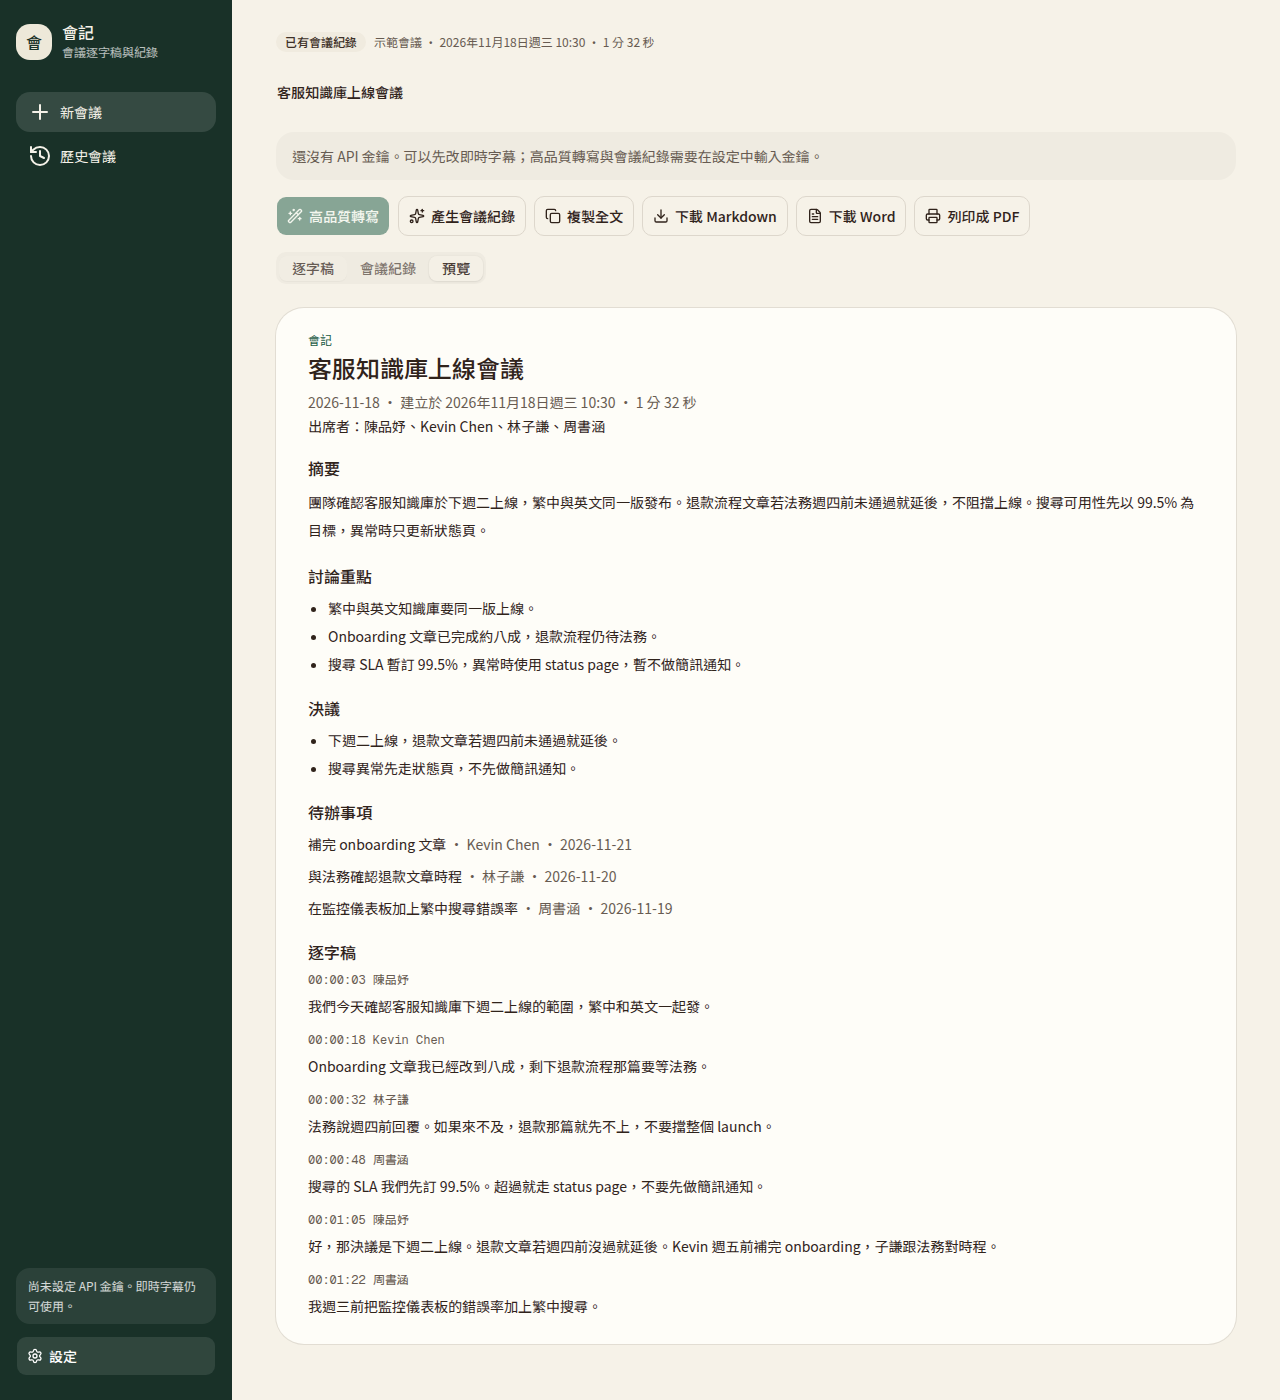 會
會記
會議逐字稿與紀錄
新會議
歷史會議
尚未設定 API 金鑰。即時字幕仍
可使用。
設定
已有會議紀錄 示範會議 · 2026年11月18日週三 10:30 · 1 分 32 秒
客服知識庫上線會議
還沒有 API 金鑰。可以先改即時字幕；高品質轉寫與會議紀錄需要在設定中輸入金鑰。
高品質轉寫 產生會議紀錄 複製全文 下載 Markdown 下載 Word 列印成 PDF
逐字稿 會議紀錄 預覽
會記
客服知識庫上線會議
2026-11-18 · 建立於 2026年11月18日週三 10:30 · 1 分 32 秒
出席者：陳品妤、Kevin Chen、林子謙、周書涵
摘要
團隊確認客服知識庫於下週二上線，繁中與英文同一版發布。退款流程文章若法務週四前未通過就延後，不阻擋上線。搜尋可用性先以 99.5% 為
目標，異常時只更新狀態頁。
討論重點
• 繁中與英文知識庫要同一版上線。
• Onboarding 文章已完成約八成，退款流程仍待法務。
• 搜尋 SLA 暫訂 99.5%，異常時使用 status page，暫不做簡訊通知。
決議
• 下週二上線，退款文章若週四前未通過就延後。
• 搜尋異常先走狀態頁，不先做簡訊通知。
待辦事項
補完 onboarding 文章 · Kevin Chen · 2026-11-21
與法務確認退款文章時程 · 林子謙 · 2026-11-20
在監控儀表板加上繁中搜尋錯誤率 · 周書涵 · 2026-11-19
逐字稿
00:00:03 陳品妤
我們今天確認客服知識庫下週二上線的範圍，繁中和英文一起發。
00:00:18 Kevin Chen
Onboarding 文章我已經改到八成，剩下退款流程那篇要等法務。
00:00:32 林子謙
法務說週四前回覆。如果來不及，退款那篇就先不上，不要擋整個 launch。
00:00:48 周書涵
搜尋的 SLA 我們先訂 99.5%。超過就走 status page，不要先做簡訊通知。
00:01:05 陳品妤
好，那決議是下週二上線。退款文章若週四前沒過就延後。Kevin 週五前補完 onboarding，子謙跟法務對時程。
00:01:22 周書涵
我週三前把監控儀表板的錯誤率加上繁中搜尋。